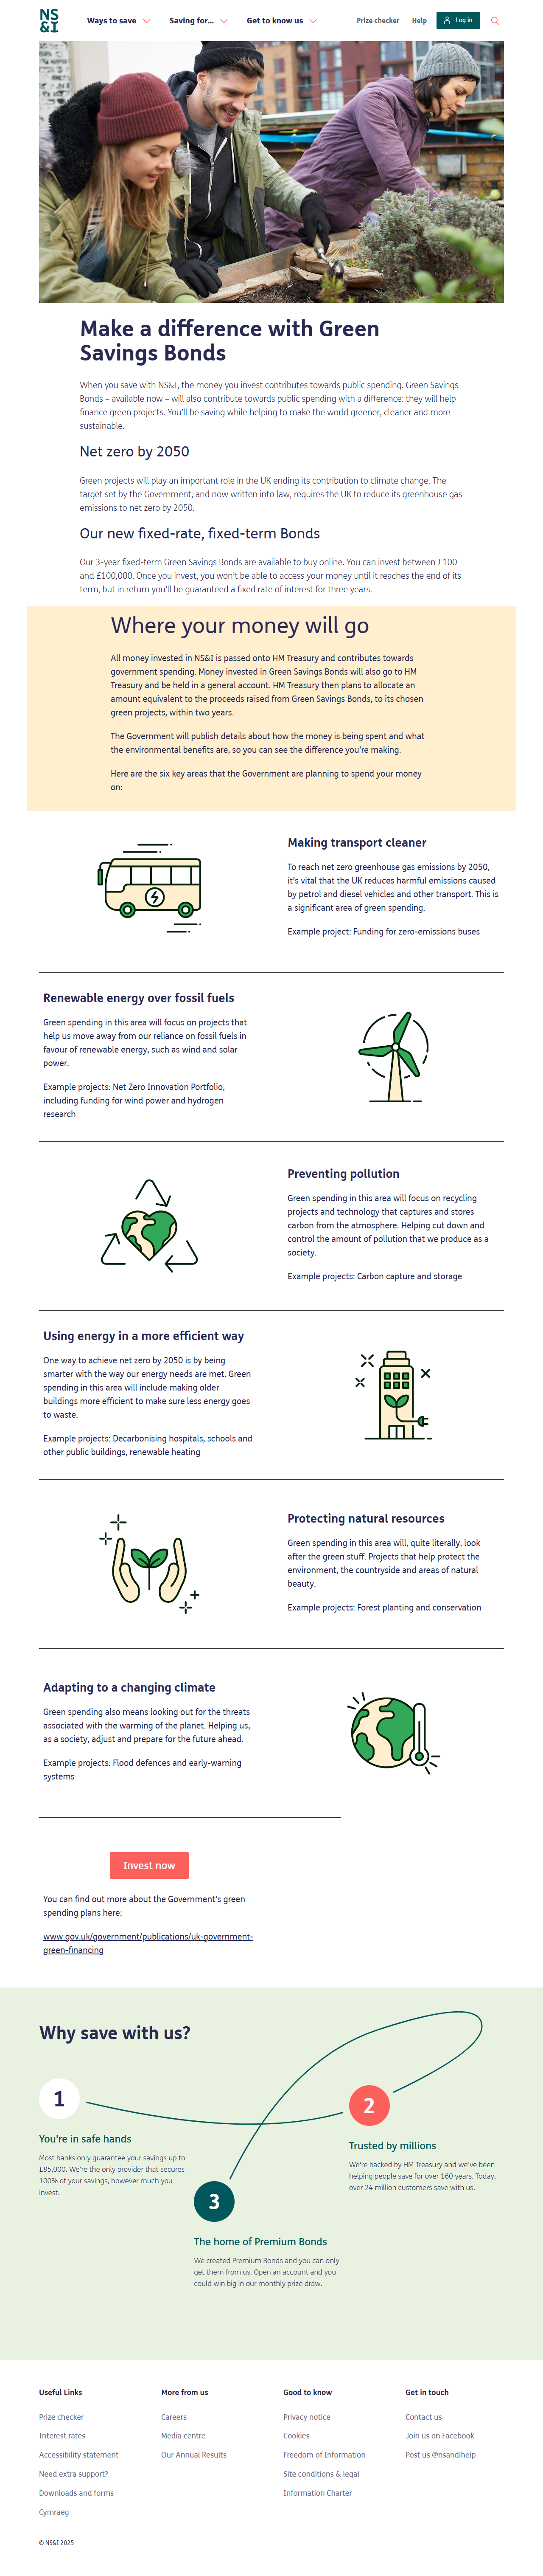 NS
&I
Ways to save
Saving for...
Get to know us
Prize checker
Help
Log in
Make a difference with Green
Savings Bonds
When you save with NS&I, the money you invest contributes towards public spending. Green Savings
Bonds – available now – will also contribute towards public spending with a difference: they will help
finance green projects. You'll be saving while helping to make the world greener, cleaner and more
sustainable.
Net zero by 2050
Green projects will play an important role in the UK ending its contribution to climate change. The
target set by the Government, and now written into law, requires the UK to reduce its greenhouse gas
emissions to net zero by 2050.
Our new fixed-rate, fixed-term Bonds
Our 3-year fixed-term Green Savings Bonds are available to buy online. You can invest between £100
and £100,000. Once you invest, you won't be able to access your money until it reaches the end of its
term, but in return you'll be guaranteed a fixed rate of interest for three years.
Where your money will go
All money invested in NS&I is passed onto HM Treasury and contributes towards
government spending. Money invested in Green Savings Bonds will also go to HM
Treasury and be held in a general account. HM Treasury then plans to allocate an
amount equivalent to the proceeds raised from Green Savings Bonds, to its chosen
green projects, within two years.
The Government will publish details about how the money is being spent and what
the environmental benefits are, so you can see the difference you're making.
Here are the six key areas that the Government are planning to spend your money
on:
Making transport cleaner
To reach net zero greenhouse gas emissions by 2050,
it's vital that the UK reduces harmful emissions caused
by petrol and diesel vehicles and other transport. This is
a significant area of green spending.
Example project: Funding for zero-emissions buses
Renewable energy over fossil fuels
Green spending in this area will focus on projects that
help us move away from our reliance on fossil fuels in
favour of renewable energy, such as wind and solar
power.
Example projects: Net Zero Innovation Portfolio,
including funding for wind power and hydrogen
research
Preventing pollution
Green spending in this area will focus on recycling
projects and technology that captures and stores
carbon from the atmosphere. Helping cut down and
control the amount of pollution that we produce as a
society.
Example projects: Carbon capture and storage
Using energy in a more efficient way
One way to achieve net zero by 2050 is by being
smarter with the way our energy needs are met. Green
spending in this area will include making older
buildings more efficient to make sure less energy goes
to waste.
Example projects: Decarbonising hospitals, schools and
other public buildings, renewable heating
Protecting natural resources
Green spending in this area will, quite literally, look
after the green stuff. Projects that help protect the
environment, the countryside and areas of natural
beauty.
Example projects: Forest planting and conservation
Adapting to a changing climate
Green spending also means looking out for the threats
associated with the warming of the planet. Helping us,
as a society, adjust and prepare for the future ahead.
Example projects: Flood defences and early-warning
systems
Invest now
You can find out more about the Government's green
spending plans here:
www.gov.uk/government/publications/uk-government-
green-financing
Why save with us?
1
You're in safe hands
Most banks only guarantee your savings up to
£85,000. We're the only provider that secures
100% of your savings, however much you
invest.
2
Trusted by millions
We're backed by HM Treasury and we've been
helping people save for over 160 years. Today,
over 24 million customers save with us.
3
The home of Premium Bonds
We created Premium Bonds and you can only
get them from us. Open an account and you
could win big in our monthly prize draw.
Useful Links
Prize checker
Interest rates
Accessibility statement
Need extra support?
Downloads and forms
Cymraeg
More from us
Careers
Media centre
Our Annual Results
Good to know
Privacy notice
Cookies
Freedom of Information
Site conditions & legal
Information Charter
Get in touch
Contact us
Join us on Facebook
Post us @nsandihelp
© NS&I 2025